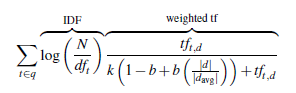 IDF weighted tf
∑_{t∈q} log ( N / df_t ) tf_{t,d} / ( k ( 1 − b + b ( |d| / |d_avg| ) ) + tf_{t,d} )